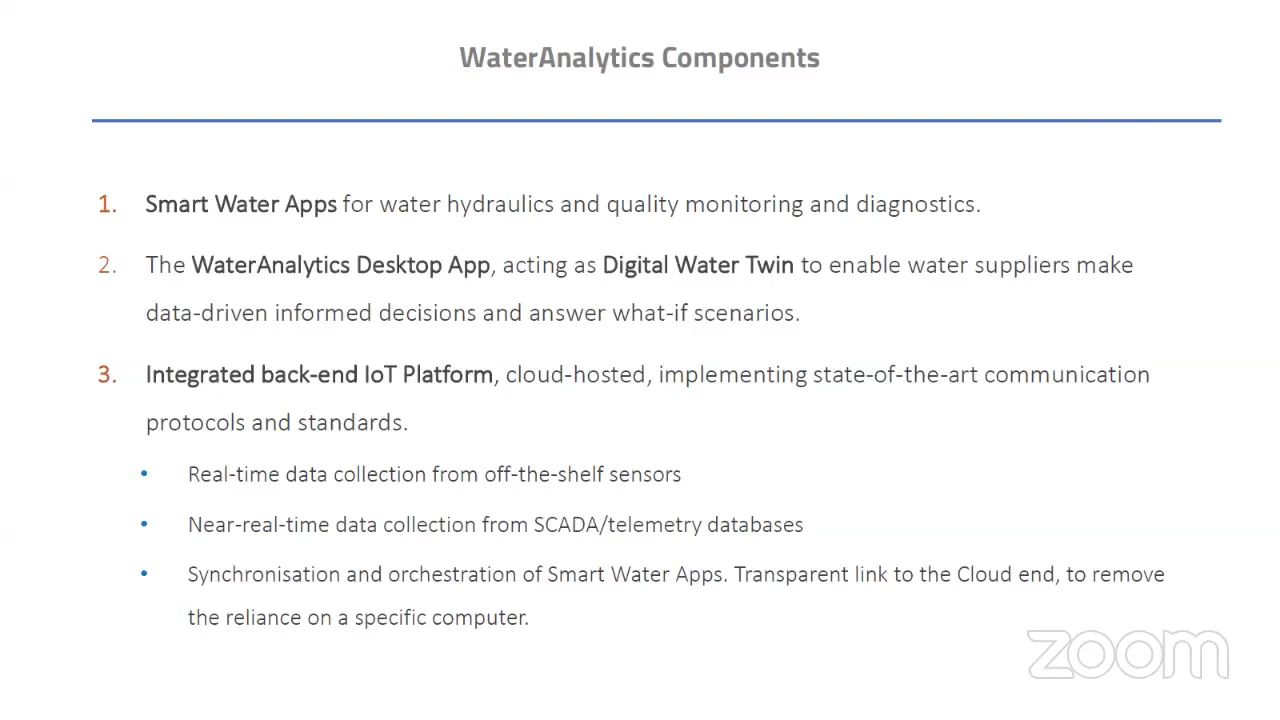 WaterAnalytics Components
1. Smart Water Apps for water hydraulics and quality monitoring and diagnostics.
2. The WaterAnalytics Desktop App, acting as Digital Water Twin to enable water suppliers make
data-driven informed decisions and answer what-if scenarios.
3. Integrated back-end IoT Platform, cloud-hosted, implementing state-of-the-art communication
protocols and standards.
• Real-time data collection from off-the-shelf sensors
• Near-real-time data collection from SCADA/telemetry databases
• Synchronisation and orchestration of Smart Water Apps. Transparent link to the Cloud end, to remove
the reliance on a specific computer.
zoom